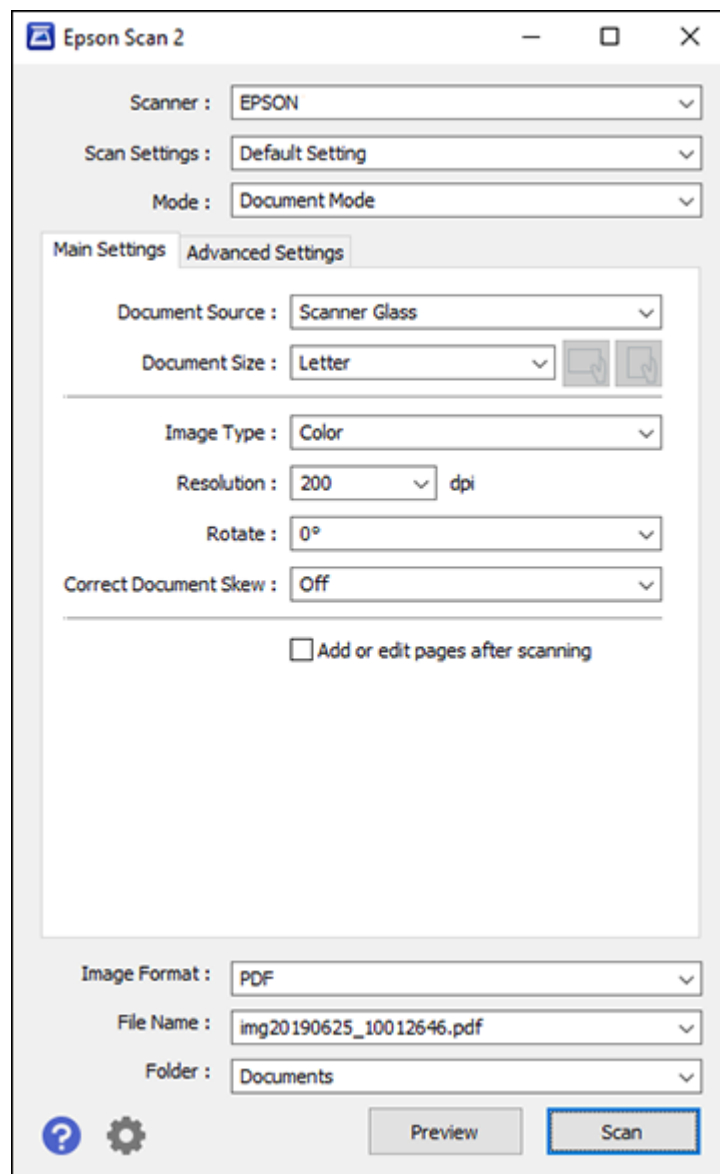 Epson Scan 2
Scanner : EPSON
Scan Settings : Default Setting
Mode : Document Mode
Main Settings Advanced Settings
Document Source : Scanner Glass
Document Size : Letter
Image Type : Color
Resolution : 200 dpi
Rotate : 0°
Correct Document Skew : Off
Add or edit pages after scanning
Image Format : PDF
File Name : img20190625_10012646.pdf
Folder : Documents
? Preview Scan